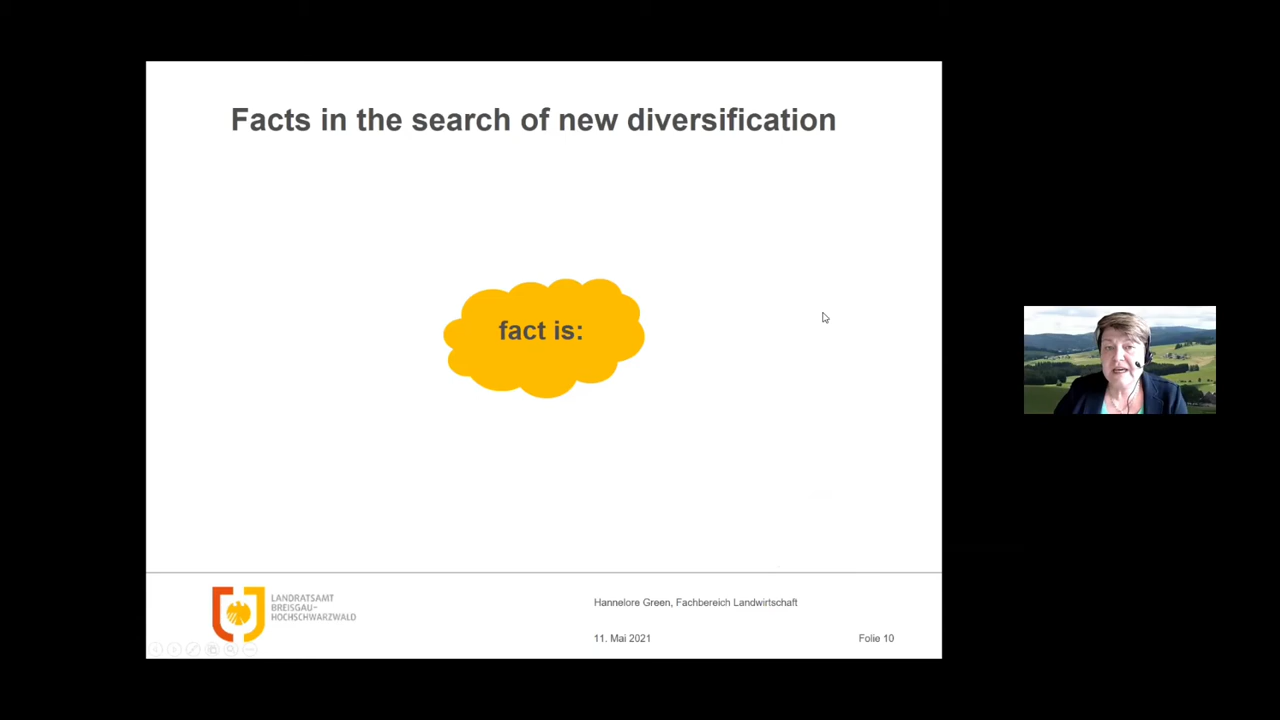 Facts in the search of new diversification
fact is:
LANDRATSAMT
BREISGAU-
HOCHSCHWARZWALD
Hannelore Green, Fachbereich Landwirtschaft
11. Mai 2021
Folie 10